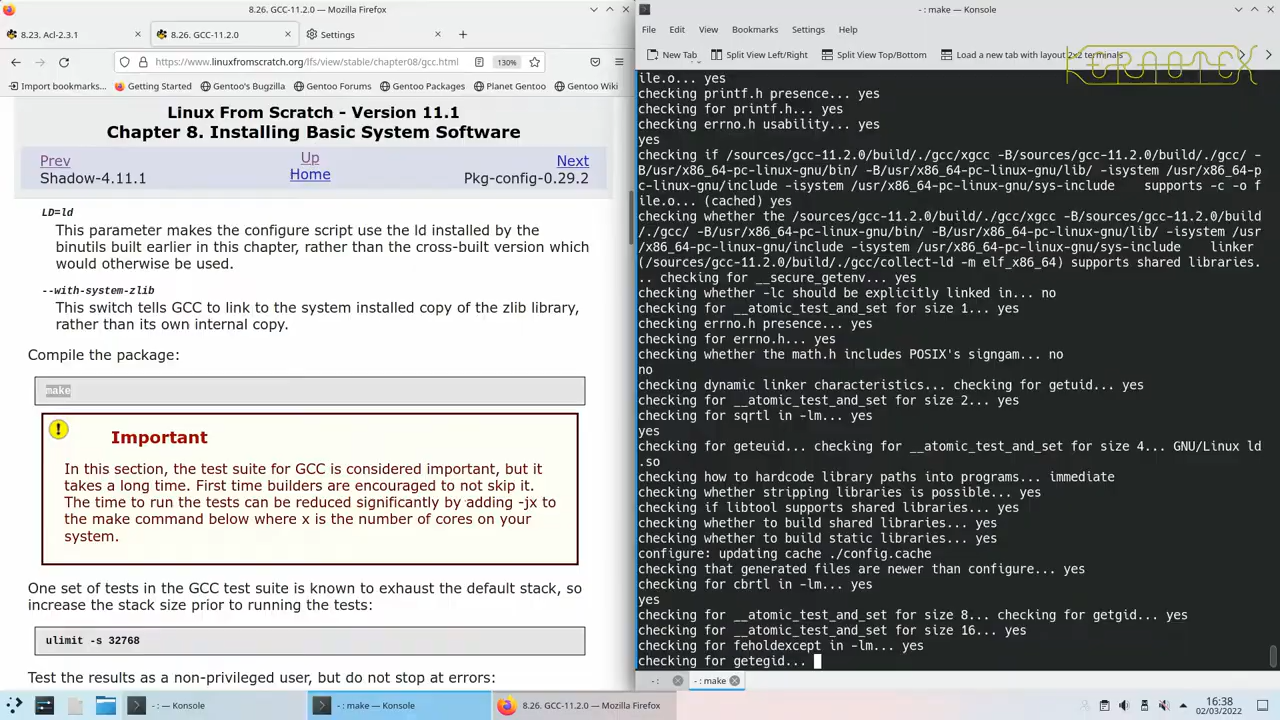 8.26. GCC-11.2.0 — Mozilla Firefox
8.23. Acl-2.3.1
8.26. GCC-11.2.0
Settings
https://www.linuxfromscratch.org/lfs/view/stable/chapter08/gcc.html
130%
Import bookmarks...
Getting Started
Gentoo's Bugzilla
Gentoo Forums
Gentoo Packages
Planet Gentoo
Gentoo Wiki
Linux From Scratch - Version 11.1
Chapter 8. Installing Basic System Software
Prev
Up
Next
Shadow-4.11.1
Home
Pkg-config-0.29.2
LD=ld
This parameter makes the configure script use the ld installed by the
binutils built earlier in this chapter, rather than the cross-built version which
would otherwise be used.
--with-system-zlib
This switch tells GCC to link to the system installed copy of the zlib library,
rather than its own internal copy.
Compile the package:
make
Important
In this section, the test suite for GCC is considered important, but it
takes a long time. First time builders are encouraged to not skip it.
The time to run the tests can be reduced significantly by adding -jx to
the make command below where x is the number of cores on your
system.
One set of tests in the GCC test suite is known to exhaust the default stack, so
increase the stack size prior to running the tests:
ulimit -s 32768
Test the results as a non-privileged user, but do not stop at errors:
- : make — Konsole
File Edit View Bookmarks Settings Help
New Tab
Split View Left/Right
Split View Top/Bottom
Load a new tab with layout 2x2 terminals
KERNOTEX
ile.o... yes
checking printf.h presence... yes
checking for printf.h... yes
checking errno.h usability... yes
yes
checking if /sources/gcc-11.2.0/build/./gcc/xgcc -B/sources/gcc-11.2.0/build/./gcc/ -
B/usr/x86_64-pc-linux-gnu/bin/ -B/usr/x86_64-pc-linux-gnu/lib/ -isystem /usr/x86_64-p
c-linux-gnu/include -isystem /usr/x86_64-pc-linux-gnu/sys-include    supports -c -o f
ile.o... (cached) yes
checking whether the /sources/gcc-11.2.0/build/./gcc/xgcc -B/sources/gcc-11.2.0/build
/./gcc/ -B/usr/x86_64-pc-linux-gnu/bin/ -B/usr/x86_64-pc-linux-gnu/lib/ -isystem /usr
/x86_64-pc-linux-gnu/include -isystem /usr/x86_64-pc-linux-gnu/sys-include    linker
(/sources/gcc-11.2.0/build/./gcc/collect-ld -m elf_x86_64) supports shared libraries.
.. checking for __secure_getenv... yes
checking whether -lc should be explicitly linked in... no
checking for __atomic_test_and_set for size 1... yes
checking errno.h presence... yes
checking for errno.h... yes
checking whether the math.h includes POSIX's signgam... no
no
checking dynamic linker characteristics... checking for getuid... yes
checking for __atomic_test_and_set for size 2... yes
checking for sqrtl in -lm... yes
yes
checking for geteuid... checking for __atomic_test_and_set for size 4... GNU/Linux ld
.so
checking how to hardcode library paths into programs... immediate
checking whether stripping libraries is possible... yes
checking if libtool supports shared libraries... yes
checking whether to build shared libraries... yes
checking whether to build static libraries... yes
configure: updating cache ./config.cache
checking that generated files are newer than configure... yes
checking for cbrtl in -lm... yes
yes
checking for __atomic_test_and_set for size 8... checking for getgid... yes
checking for __atomic_test_and_set for size 16... yes
checking for feholdexcept in -lm... yes
checking for getegid...
- :
- : make
- : — Konsole
- : make — Konsole
8.26. GCC-11.2.0 — Mozilla Firefox
16:38
02/03/2022